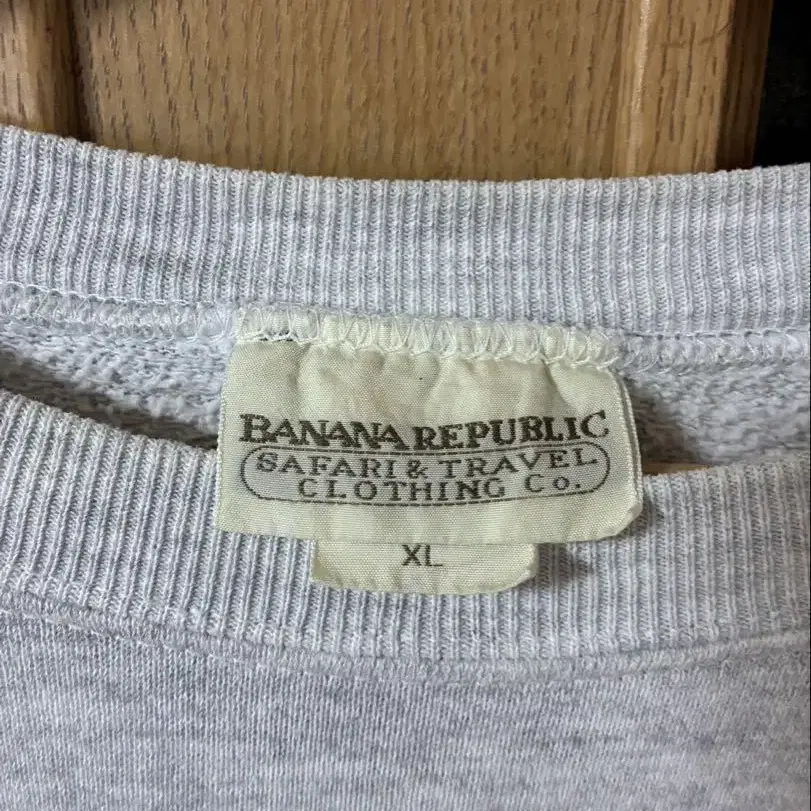 BANANA REPUBLIC
SAFARI & TRAVEL
CLOTHING Co.
XL